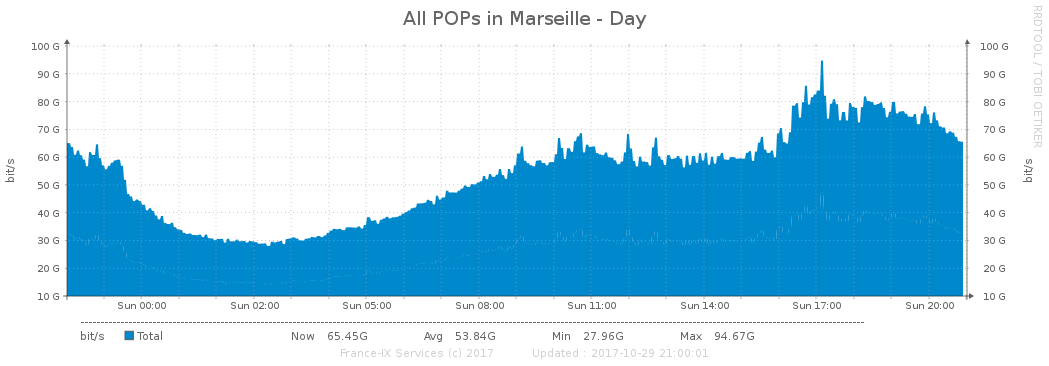 All POPs in Marseille - Day
RRDTOOL / TOBI OETIKER
100 G 100 G
90 G 90 G
80 G 80 G
70 G 70 G
60 G 60 G
50 G 50 G
40 G 40 G
30 G 30 G
20 G 20 G
10 G 10 G
bit/s bit/s
Sun 00:00 Sun 02:00 Sun 05:00 Sun 08:00 Sun 11:00 Sun 14:00 Sun 17:00 Sun 20:00
bit/s Total Now 65.45G Avg 53.84G Min 27.96G Max 94.67G
France-IX Services (c) 2017 Updated : 2017-10-29 21:00:01